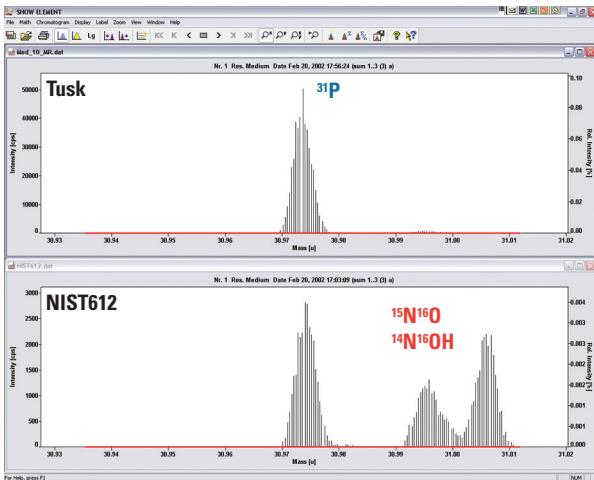 SHOW ELEMENT
File Math Chromatogram Display Label Zoom View Window Help
Lg
Med_10_MR.dat
Nr. 1 Res. Medium Date Feb 20, 2002 17:56:24 (sum 1..3 (3) a)
Tusk
31P
Intensity [cps]
50000
40000
30000
20000
10000
0
0.10
0.08
0.06
0.04
0.02
0.00
Rel. Intensity [%]
30.93 30.94 30.95 30.96 30.97 30.98 30.99 31.00 31.01 31.02
Mass [u]
NIST612.dat
Nr. 1 Res. Medium Date Feb 20, 2002 17:03:09 (sum 1..3 (3) a)
NIST612
15N16O
14N16OH
Intensity [cps]
3000
2500
2000
1500
1000
500
0
0.004
0.003
0.003
0.002
0.001
0.001
0.000
Rel. Intensity [%]
30.93 30.94 30.95 30.96 30.97 30.98 30.99 31.00 31.01 31.02
Mass [u]
For Help, press F1
NUM